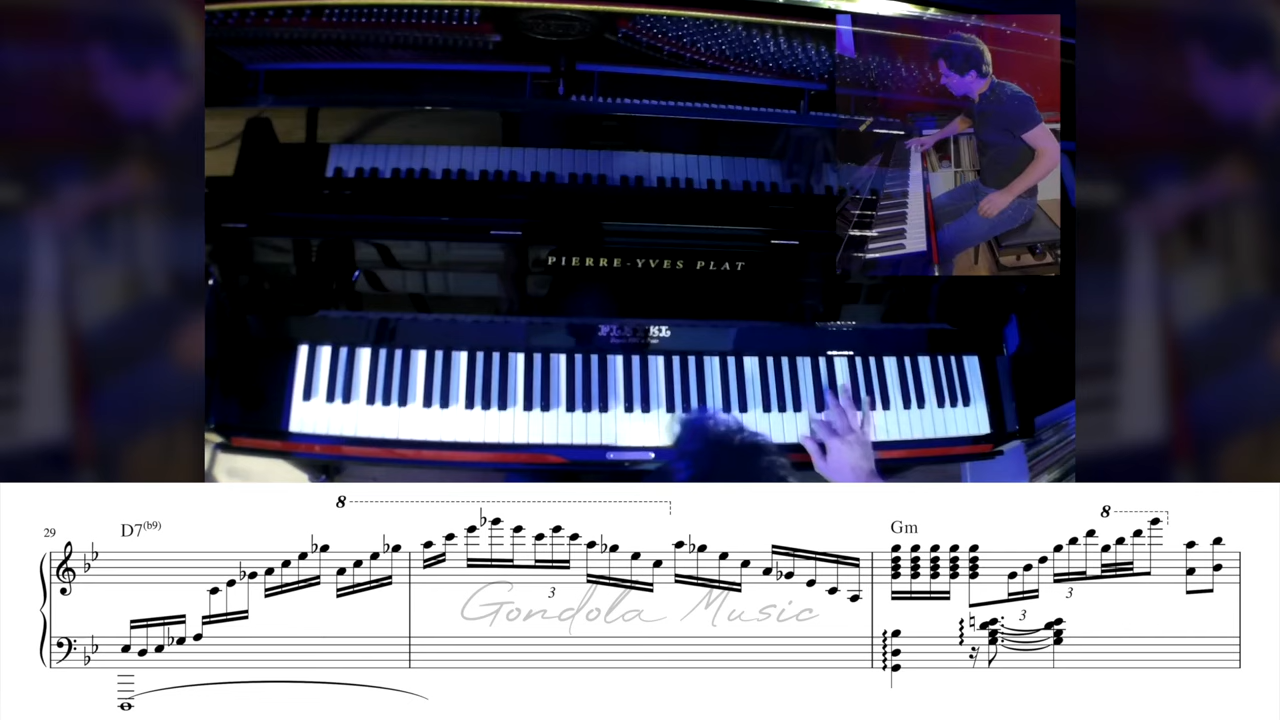 PIERRE-YVES PLAT
PLEYEL
8
8
29
D7(b9)
Gm
3
3
3
Gondola Music